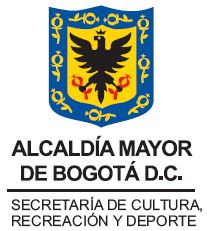 ALCALDÍA MAYOR
DE BOGOTÁ D.C.
SECRETARÍA DE CULTURA,
RECREACIÓN Y DEPORTE